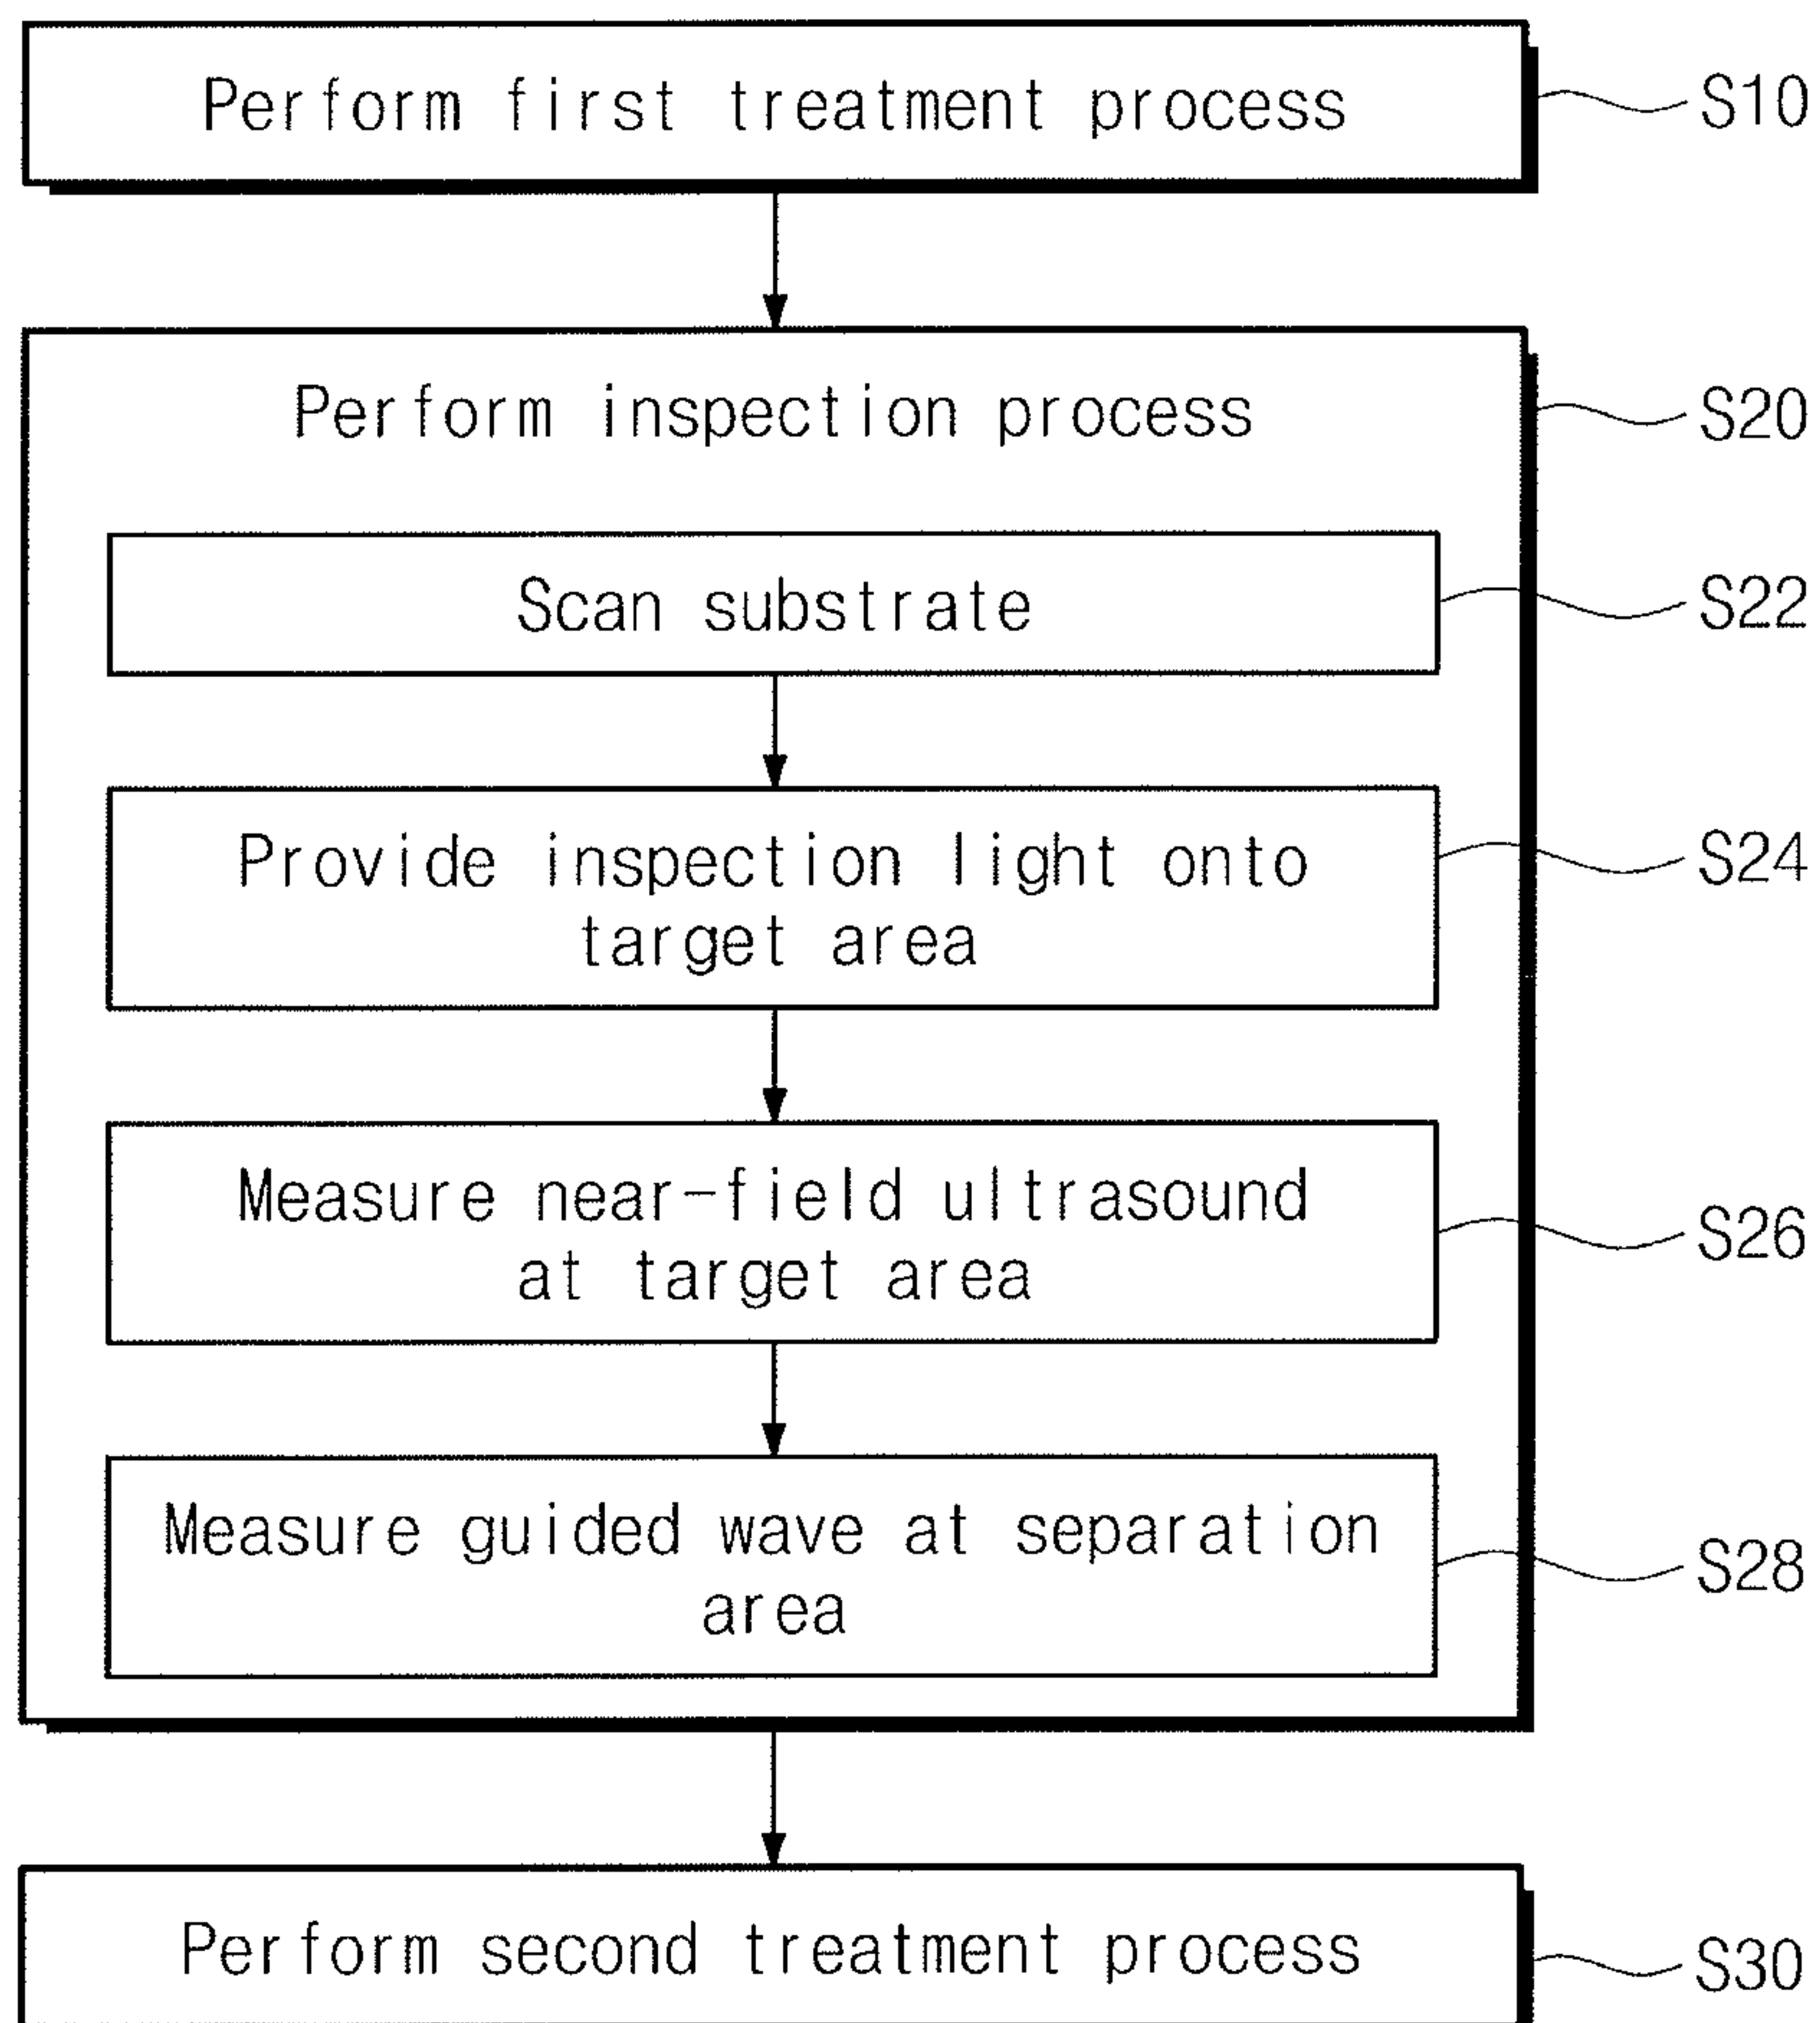 Perform first treatment process
S10
Perform inspection process
S20
Scan substrate
S22
Provide inspection light onto
target area
S24
Measure near-field ultrasound
at target area
S26
Measure guided wave at separation
area
S28
Perform second treatment process
S30